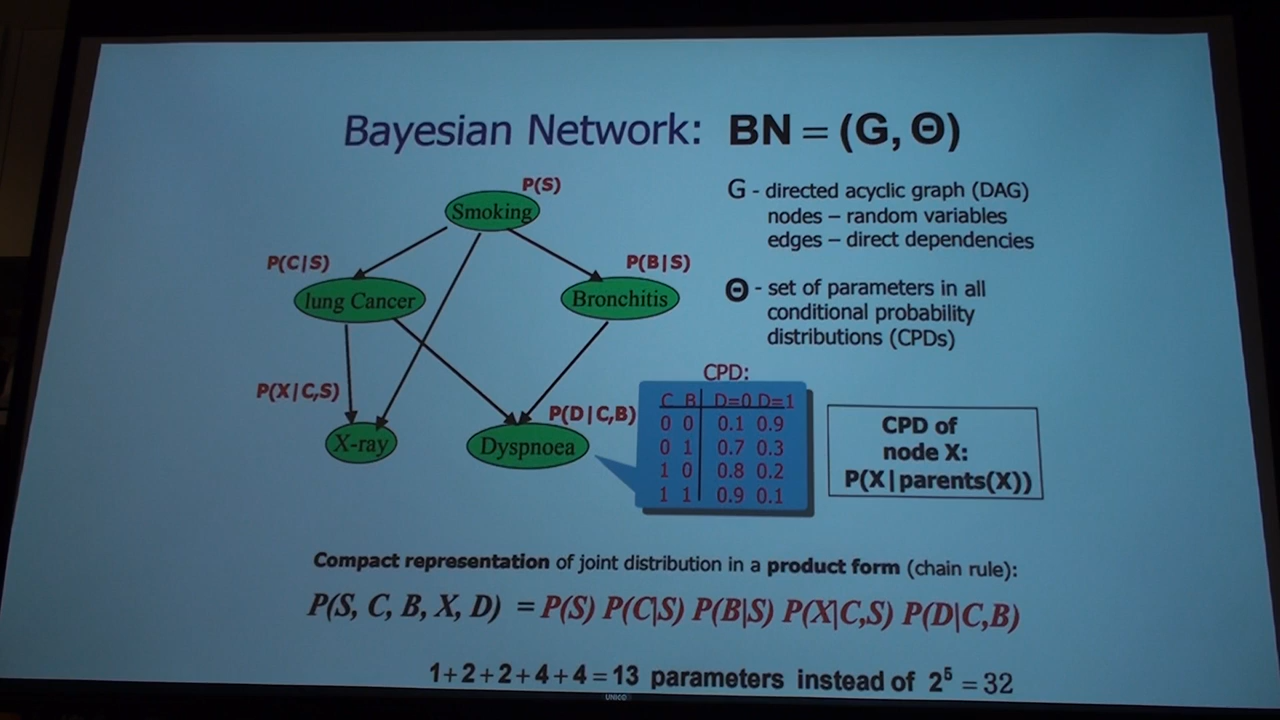 Bayesian Network: BN = (G, Θ)
P(S)
Smoking
P(C|S)
P(B|S)
lung Cancer
Bronchitis
P(X|C,S)
P(D|C,B)
X-ray
Dyspnoea
G - directed acyclic graph (DAG)
nodes – random variables
edges – direct dependencies
Θ - set of parameters in all
conditional probability
distributions (CPDs)
CPD:
C B D=0 D=1
0 0 0.1 0.9
0 1 0.7 0.3
1 0 0.8 0.2
1 1 0.9 0.1
CPD of
node X:
P(X|parents(X))
Compact representation of joint distribution in a product form (chain rule):
P(S, C, B, X, D) = P(S) P(C|S) P(B|S) P(X|C,S) P(D|C,B)
1+2+2+4+4=13 parameters instead of 2⁵ = 32
UNICO